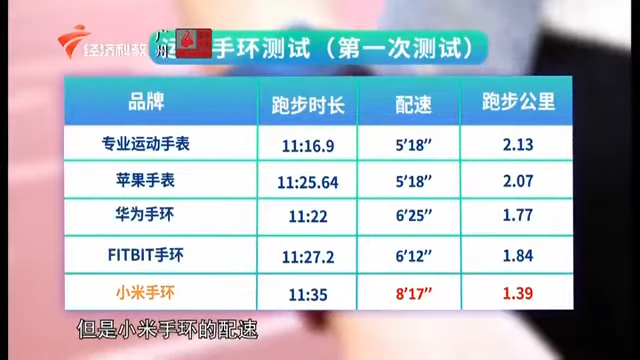 经济科教
广州
运 手环测试（第一次测试）
品牌 跑步时长 配速 跑步公里
专业运动手表 11:16.9 5’18’’ 2.13
苹果手表 11:25.64 5’18’’ 2.07
华为手环 11:22 6’25’’ 1.77
FITBIT手环 11:27.2 6’12’’ 1.84
小米手环 11:35 8’17’’ 1.39
但是小米手环的配速